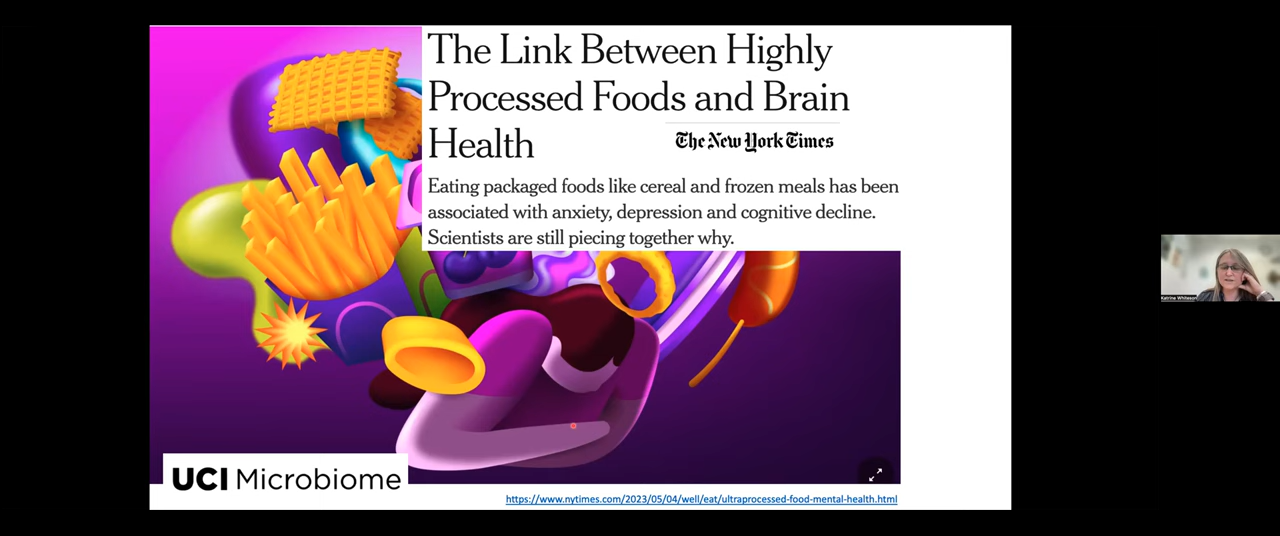 The Link Between Highly
Processed Foods and Brain
Health
The New York Times
Eating packaged foods like cereal and frozen meals has been
associated with anxiety, depression and cognitive decline.
Scientists are still piecing together why.
UCI Microbiome
https://www.nytimes.com/2023/05/04/well/eat/ultraprocessed-food-mental-health.html
Katrine Whiteson